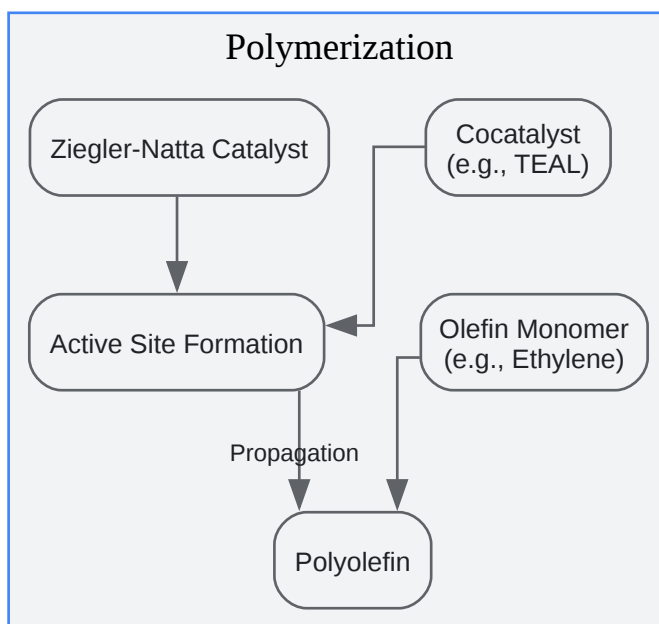 Polymerization
Ziegler-Natta Catalyst
Cocatalyst
(e.g., TEAL)
Active Site Formation
Olefin Monomer
(e.g., Ethylene)
Propagation
Polyolefin